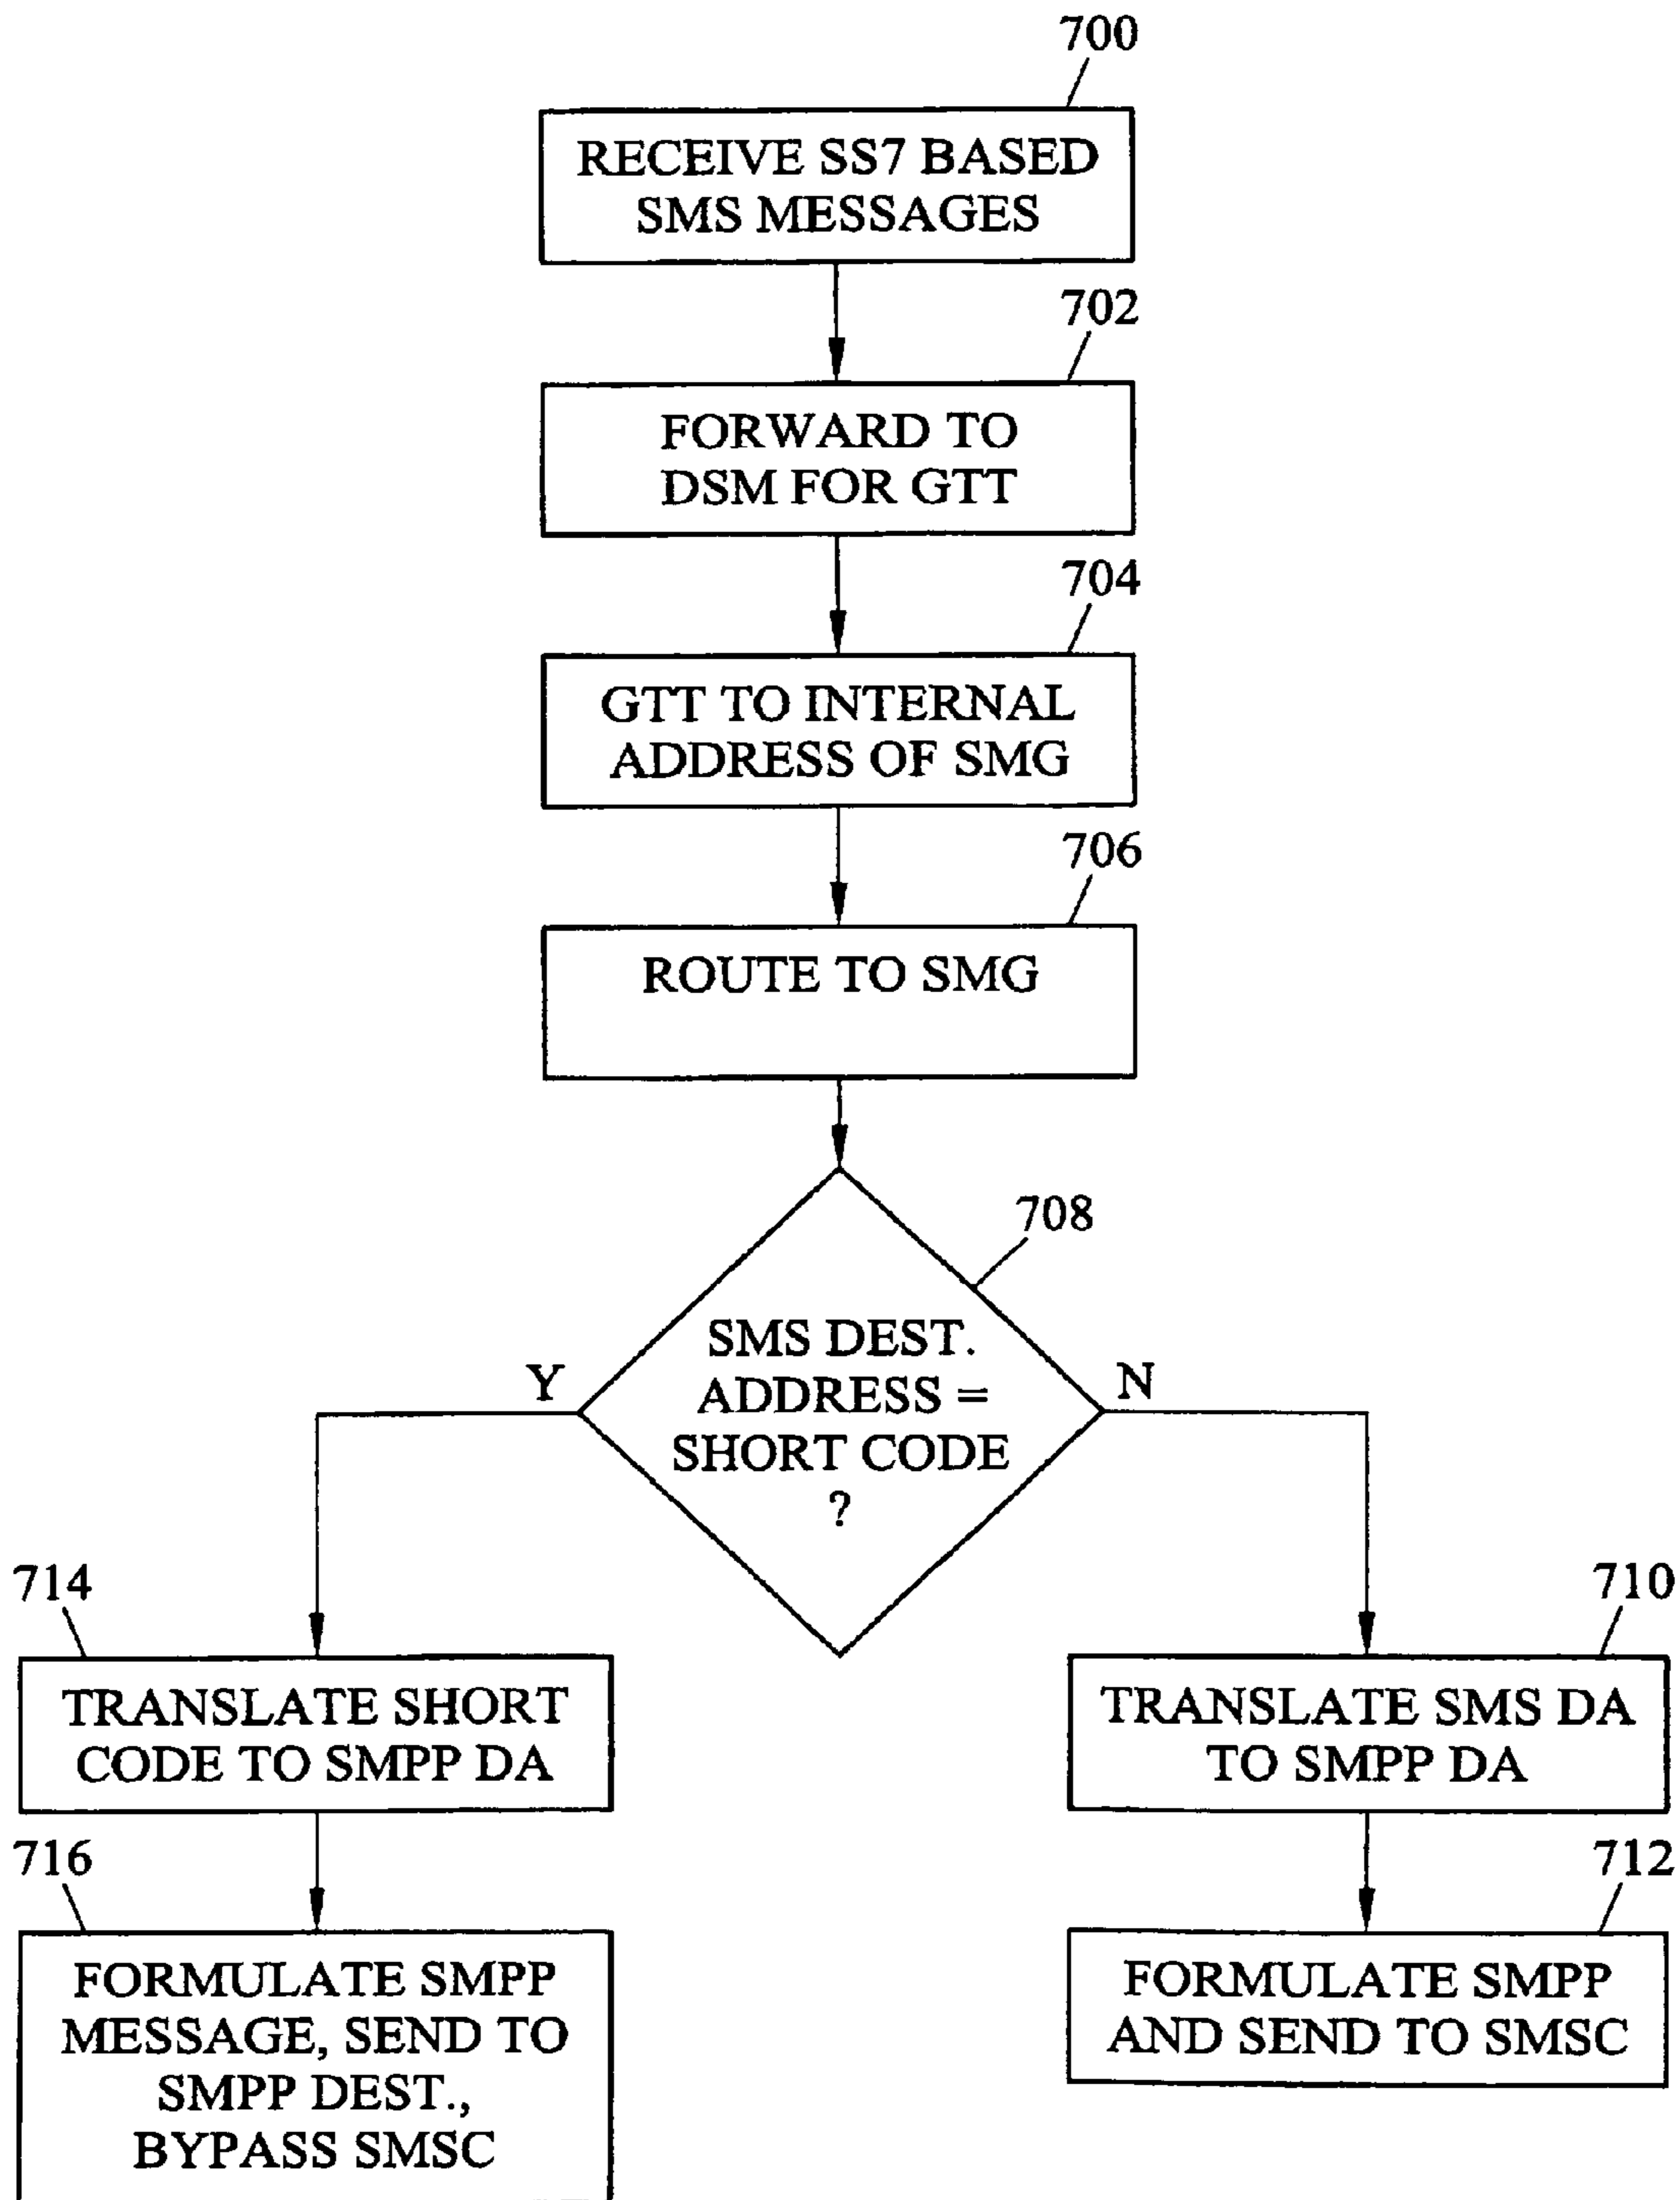 700
RECEIVE SS7 BASED
SMS MESSAGES
702
FORWARD TO
DSM FOR GTT
704
GTT TO INTERNAL
ADDRESS OF SMG
706
ROUTE TO SMG
708
SMS DEST.
ADDRESS =
SHORT CODE
?
Y
N
714
TRANSLATE SHORT
CODE TO SMPP DA
710
TRANSLATE SMS DA
TO SMPP DA
716
FORMULATE SMPP
MESSAGE, SEND TO
SMPP DEST.,
BYPASS SMSC
712
FORMULATE SMPP
AND SEND TO SMSC